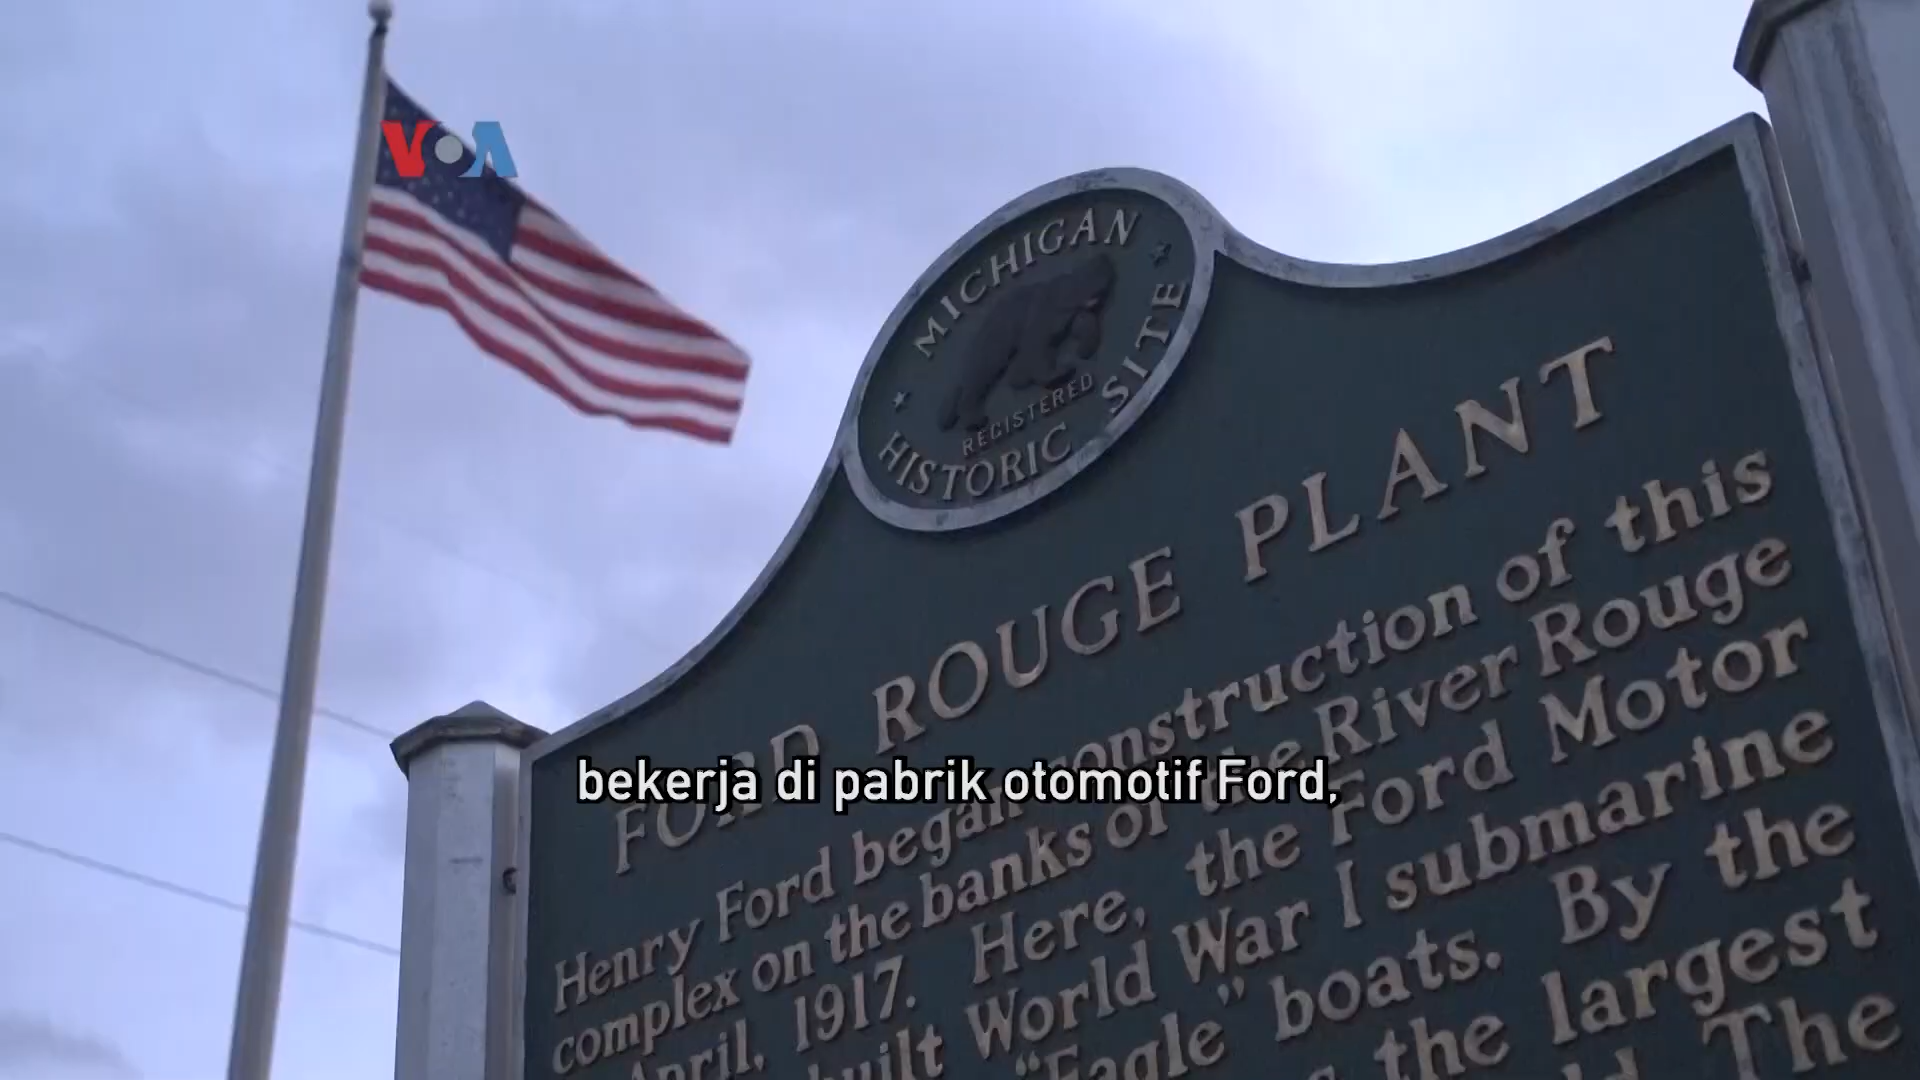 VOA
MICHIGAN
REGISTERED
HISTORIC SITE
FORD ROUGE PLANT
Henry Ford began construction of this
complex on the banks of the River Rouge
April, 1917. Here, the Ford Motor
built World War I submarine
“Eagle” boats. By the
the largest
The
bekerja di pabrik otomotif Ford,